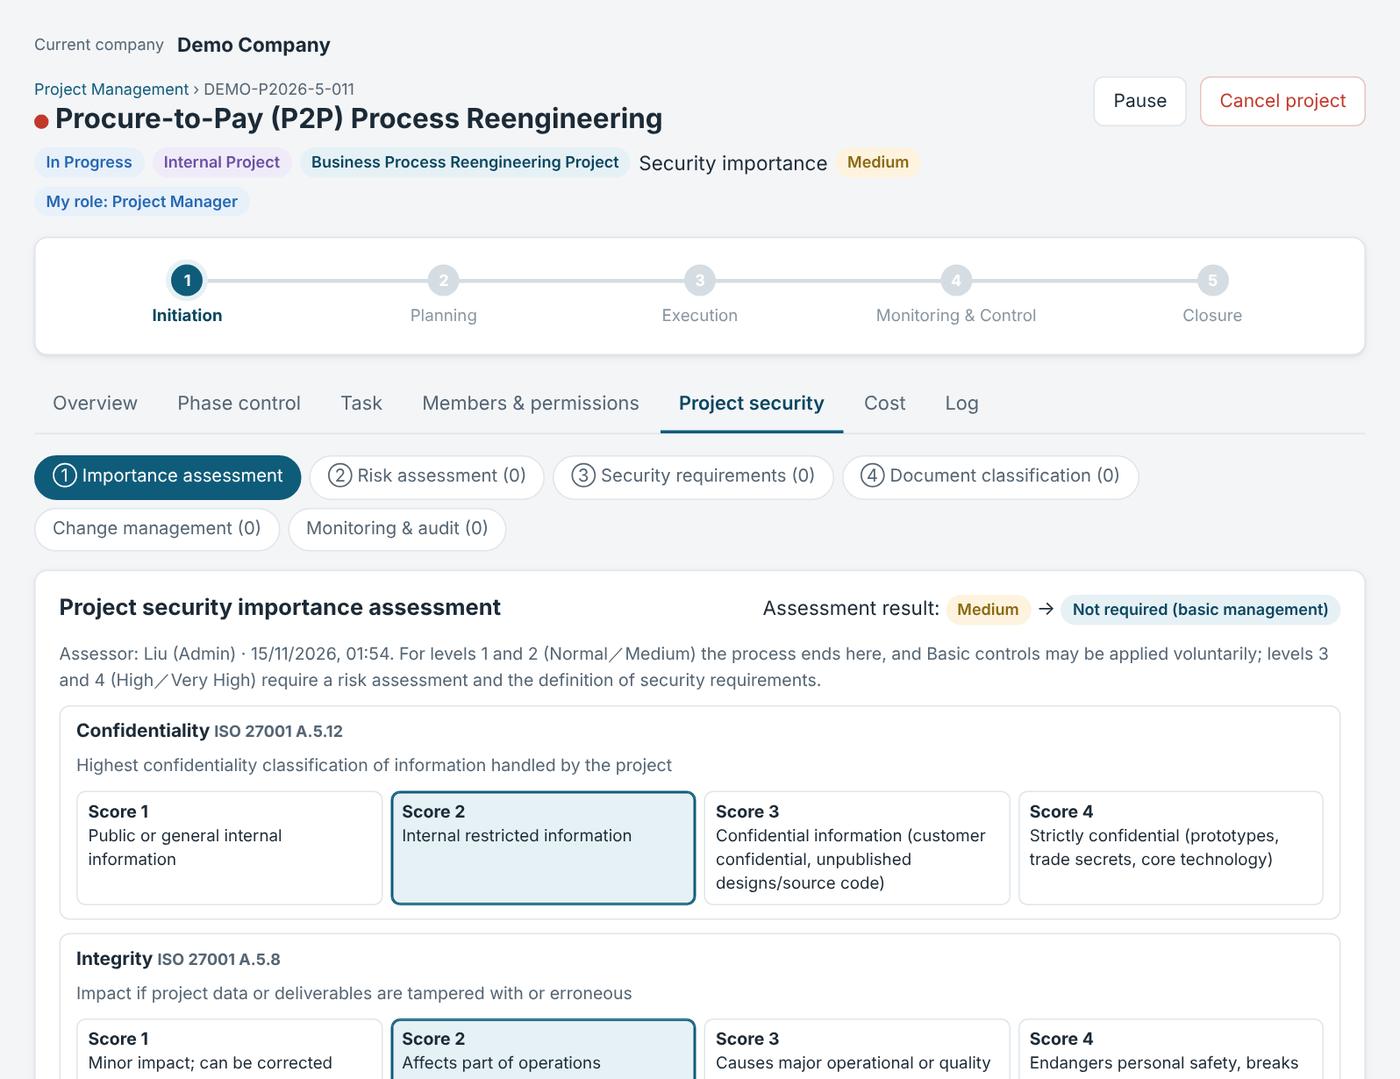 Current company Demo Company
Project Management › DEMO-P2026-5-011
Procure-to-Pay (P2P) Process Reengineering
Pause
Cancel project
In Progress
Internal Project
Business Process Reengineering Project
Security importance
Medium
My role: Project Manager
1
2
3
4
5
Initiation
Planning
Execution
Monitoring & Control
Closure
Overview
Phase control
Task
Members & permissions
Project security
Cost
Log
① Importance assessment
② Risk assessment (0)
③ Security requirements (0)
④ Document classification (0)
Change management (0)
Monitoring & audit (0)
Project security importance assessment
Assessment result: Medium → Not required (basic management)
Assessor: Liu (Admin) · 15/11/2026, 01:54. For levels 1 and 2 (Normal／Medium) the process ends here, and Basic controls may be applied voluntarily; levels 3
and 4 (High／Very High) require a risk assessment and the definition of security requirements.
Confidentiality ISO 27001 A.5.12
Highest confidentiality classification of information handled by the project
Score 1
Public or general internal
information
Score 2
Internal restricted information
Score 3
Confidential information (customer
confidential, unpublished
designs/source code)
Score 4
Strictly confidential (prototypes,
trade secrets, core technology)
Integrity ISO 27001 A.5.8
Impact if project data or deliverables are tampered with or erroneous
Score 1
Minor impact; can be corrected
Score 2
Affects part of operations
Score 3
Causes major operational or quality
Score 4
Endangers personal safety, breaks